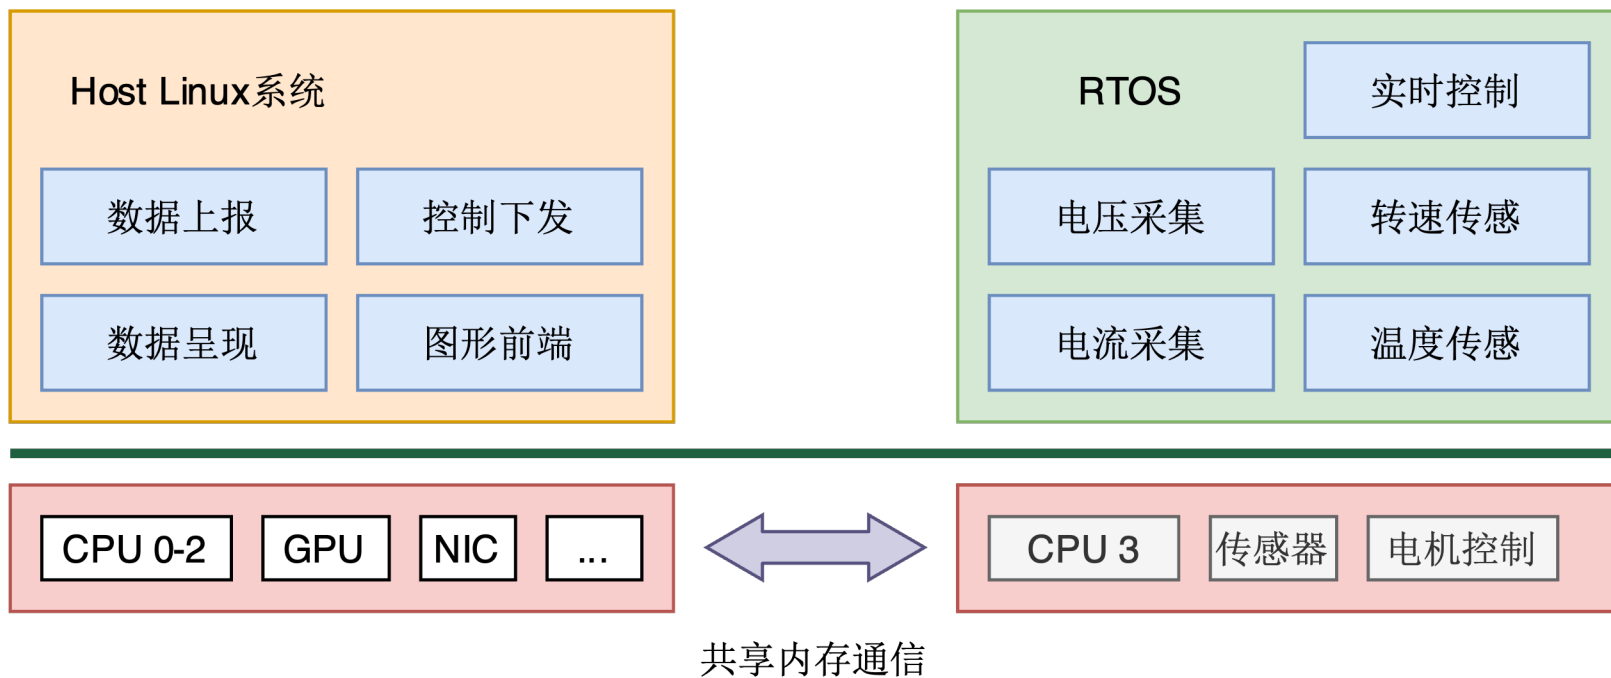 Host Linux系统
数据上报
控制下发
数据呈现
图形前端
RTOS
实时控制
电压采集
转速传感
电流采集
温度传感
CPU 0-2
GPU
NIC
...
CPU 3
传感器
电机控制
共享内存通信